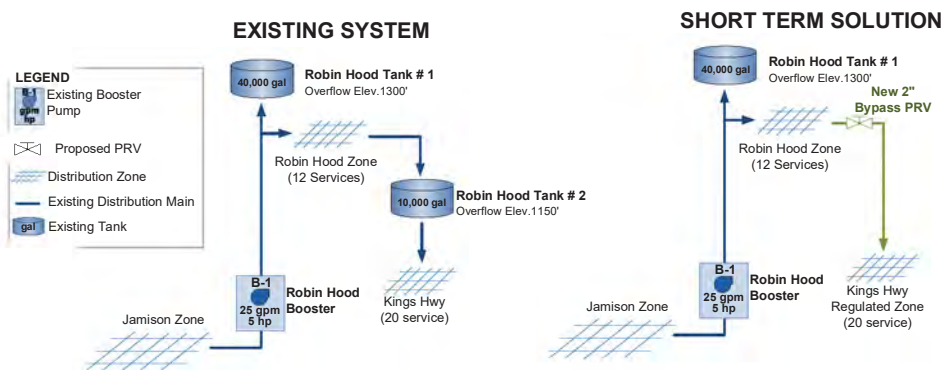 EXISTING SYSTEM
LEGEND
B-1
gpm
hp
Existing Booster
Pump
Proposed PRV
Distribution Zone
Existing Distribution Main
gal
Existing Tank
40,000 gal
Robin Hood Tank # 1
Overflow Elev.1300'
Robin Hood Zone
(12 Services)
10,000 gal
Robin Hood Tank # 2
Overflow Elev.1150'
B-1
25 gpm
5 hp
Robin Hood
Booster
Kings Hwy
(20 service)
Jamison Zone
SHORT TERM SOLUTION
40,000 gal
Robin Hood Tank # 1
Overflow Elev.1300'
New 2"
Bypass PRV
Robin Hood Zone
(12 Services)
B-1
25 gpm
5 hp
Robin Hood
Booster
Kings Hwy
Regulated Zone
(20 service)
Jamison Zone